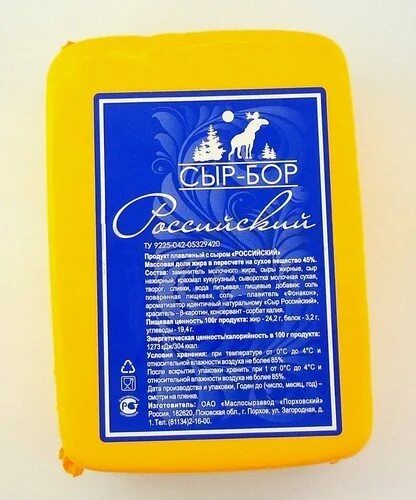 СЫР-БОР
Российский
ТУ 9225-042-05329420
Продукт плавленый с сыром «РОССИЙСКИЙ»
Массовая доля жира в пересчете на сухое вещество 45%.
Состав: заменитель молочного жира, сыры жирные, сыр
нежирный, крахмал кукурузный, сыворотка молочная сухая,
творог, сливки, вода питьевая, пищевые добавки: соль
поваренная пищевая, соль – плавитель «Фонакон»,
ароматизатор идентичный натуральному «Сыр Российский»,
краситель – β-каротин, консервант - сорбат калия.
Пищевая ценность 100г продукта: жир - 24,2 г, белок - 3,2 г,
углеводы - 19,4 г.
Энергетическая ценность/калорийность в 100 г продукта:
1273 кДж/304 ккал.
Условия хранения: при температуре от 0°С до 4°С и
относительной влажности воздуха не более 85%.
После вскрытия упаковки хранить при t от 0°С до 4°С и
относительной влажности воздуха не более 85%.
Дата производства и упаковки, Годен до (число, месяц, год) –
смотри на пленке.
Изготовитель: ОАО «Маслосырзавод «Порховский»
Россия, 182620, Псковская обл., г. Порхов, ул. Загородная, д.
1. Тел. (81134)2-16-00.